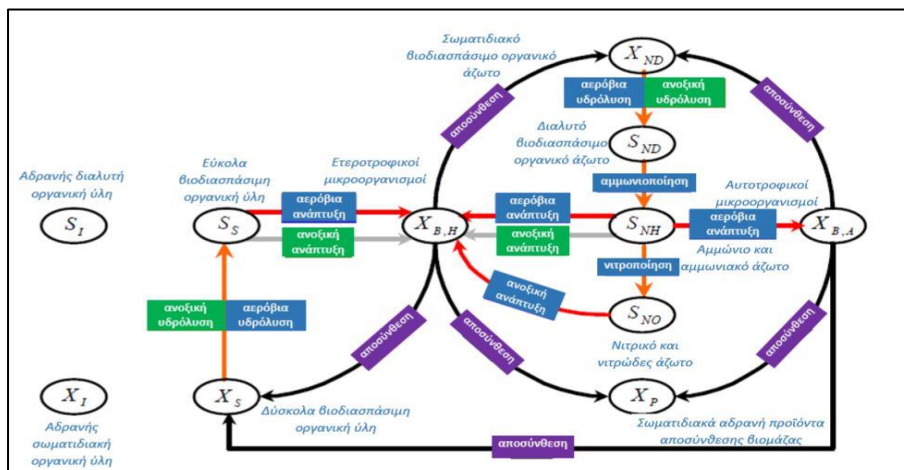 Σωματιδιακό
βιοδιασπάσιμο οργανικό
άζωτο
X_ND
αποσύνθεση
αποσύνθεση
αερόβια
υδρόλυση
ανοξική
υδρόλυση
Διαλυτό
βιοδιασπάσιμο
οργανικό άζωτο
S_ND
αμμωνιοποίηση
Αδρανής διαλυτή
οργανική ύλη
S_I
Εύκολα
βιοδιασπάσιμη
οργανική ύλη
S_S
Ετεροτροφικοί
μικροοργανισμοί
αερόβια
ανάπτυξη
ανοξική
ανάπτυξη
X_B,H
αερόβια
ανάπτυξη
ανοξική
ανάπτυξη
S_NH
Αυτοτροφικοί
μικροοργανισμοί
αερόβια
ανάπτυξη
X_B,A
Αμμώνιο και
αμμωνιακό άζωτο
νιτροποίηση
ανοξική
ανάπτυξη
S_NO
Νιτρικό και
νιτρώδες άζωτο
ανοξική
υδρόλυση
αερόβια
υδρόλυση
αποσύνθεση
αποσύνθεση
αποσύνθεση
X_I
Αδρανής
σωματιδιακή
οργανική ύλη
X_S
Δύσκολα βιοδιασπάσιμη
οργανική ύλη
X_P
Σωματιδιακά αδρανή προϊόντα
αποσύνθεσης βιομάζας
αποσύνθεση